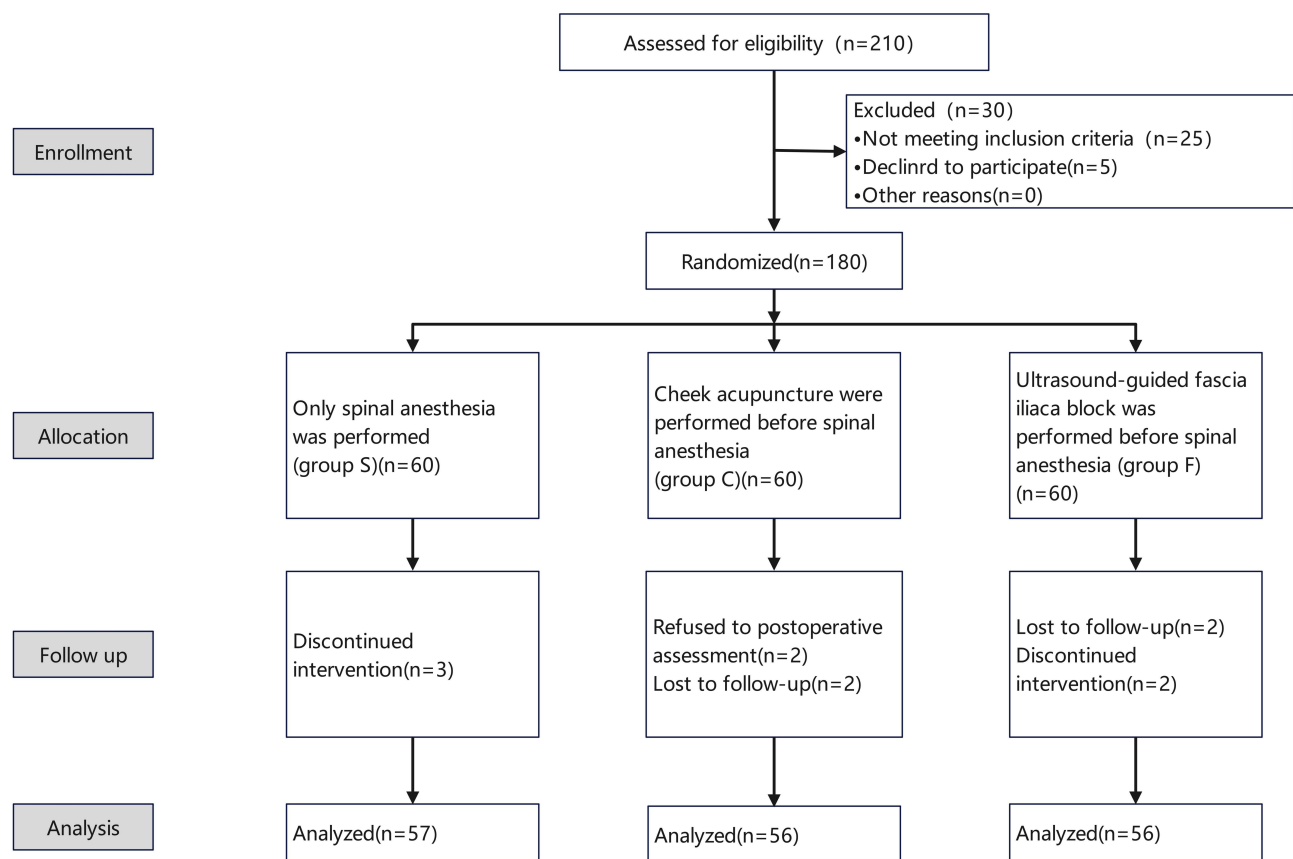 Assessed for eligibility（n=210）
Excluded（n=30）
•Not meeting inclusion criteria（n=25）
•Declinrd to participate(n=5)
•Other reasons(n=0)
Enrollment
Randomized(n=180)
Allocation
Only spinal anesthesia
was performed
(group S)(n=60)
Cheek acupuncture were
performed before spinal
anesthesia
(group C)(n=60)
Ultrasound-guided fascia
iliaca block was
performed before spinal
anesthesia (group F)
(n=60)
Follow up
Discontinued
intervention(n=3)
Refused to postoperative
assessment(n=2)
Lost to follow-up(n=2)
Lost to follow-up(n=2)
Discontinued
intervention(n=2)
Analysis
Analyzed(n=57)
Analyzed(n=56)
Analyzed(n=56)